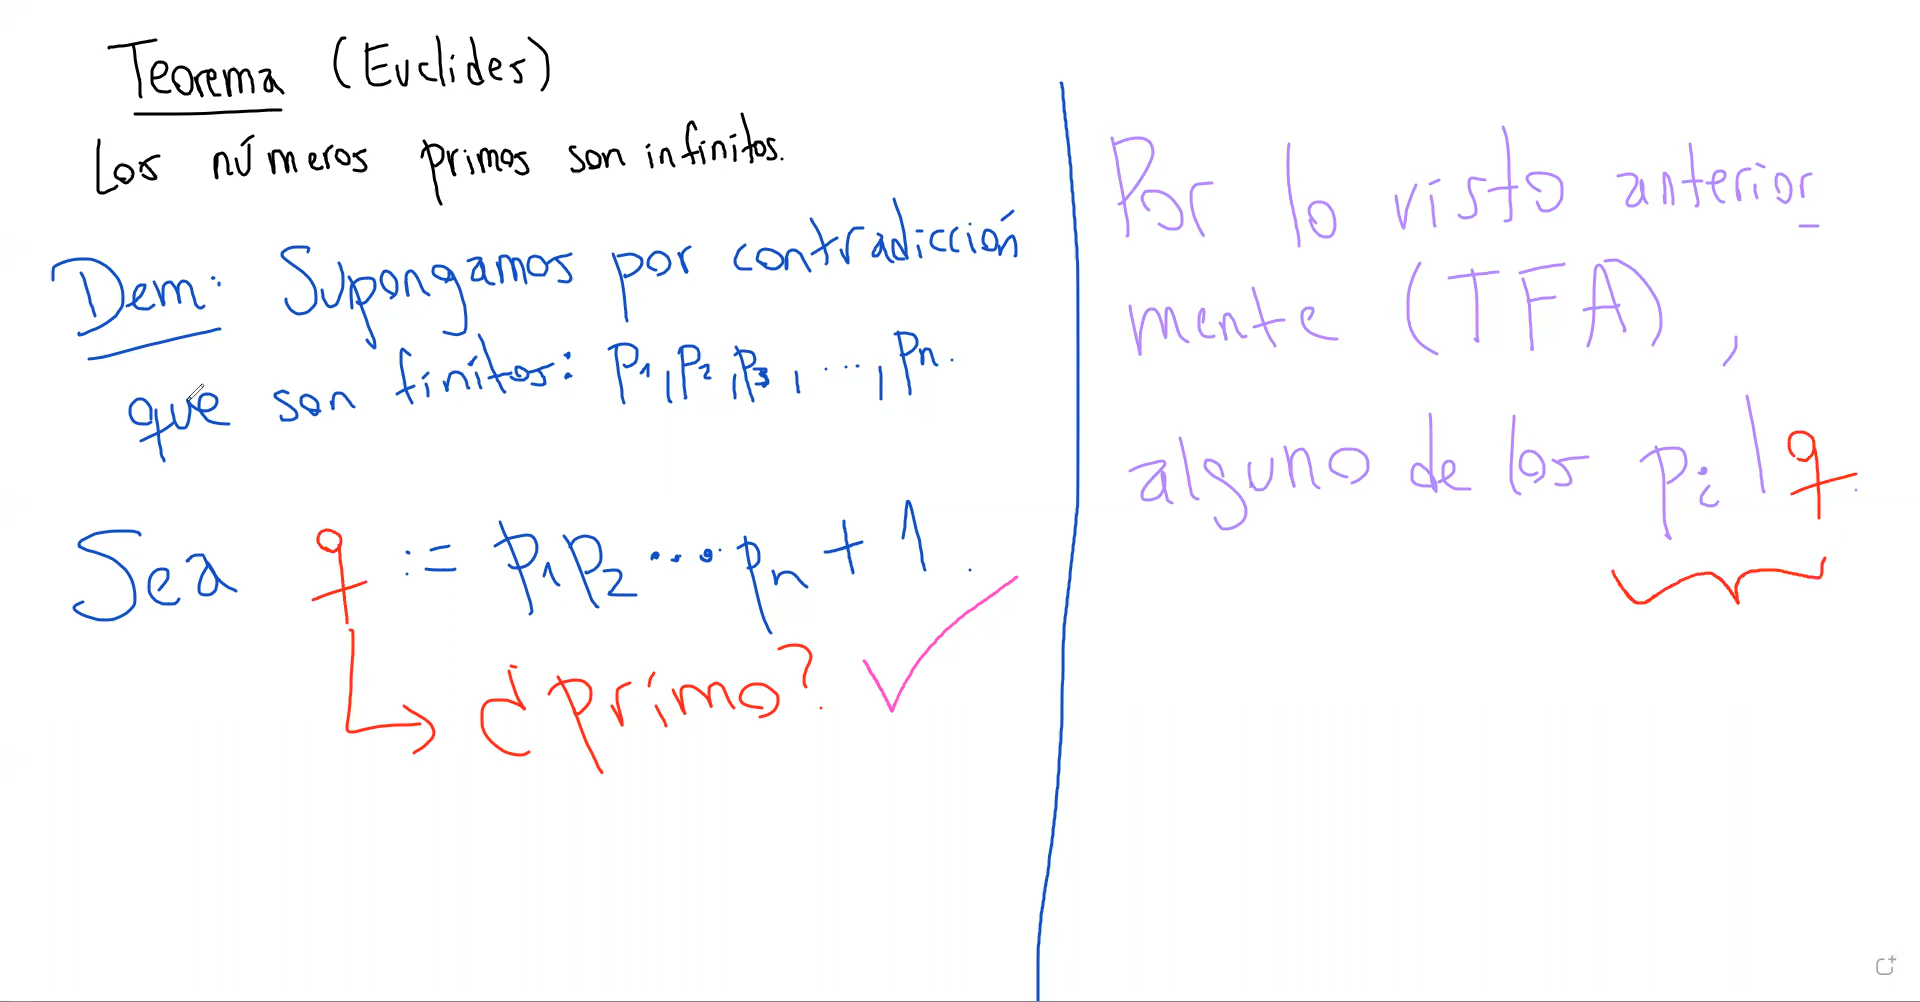 Teorema (Euclides)
Los números primos son infinitos.
Dem: Supongamos por contradicción
que son finitos: p₁, p₂, p₃, ..., pₙ.
Sea q := p₁p₂ ... pₙ + 1.
¿primo? ✓
Por lo visto anterior-
mente (TFA),
alguno de los pᵢ | q.